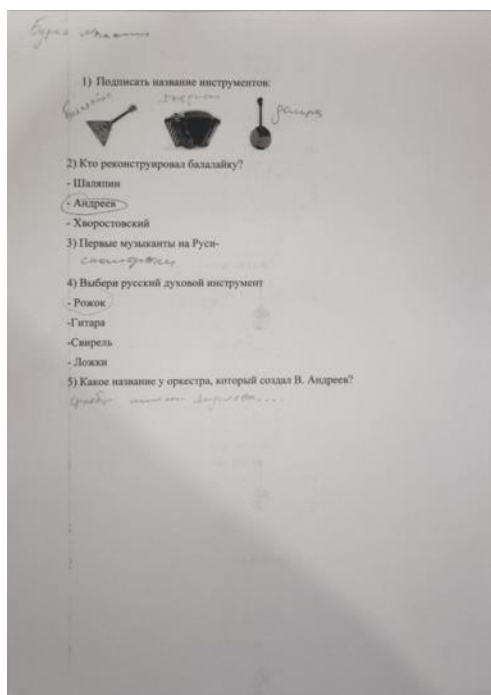 1) Подписать название инструментов:
балалайка
домра
2) Кто реконструировал балалайку?
- Шаляпин
- Андреев
- Хворостовский
3) Первые музыканты на Руси-
скоморохи
4) Выбери русский духовой инструмент
- Рожок
-Гитара
-Свирель
- Ложки
5) Какое название у оркестра, который создал В. Андреев?